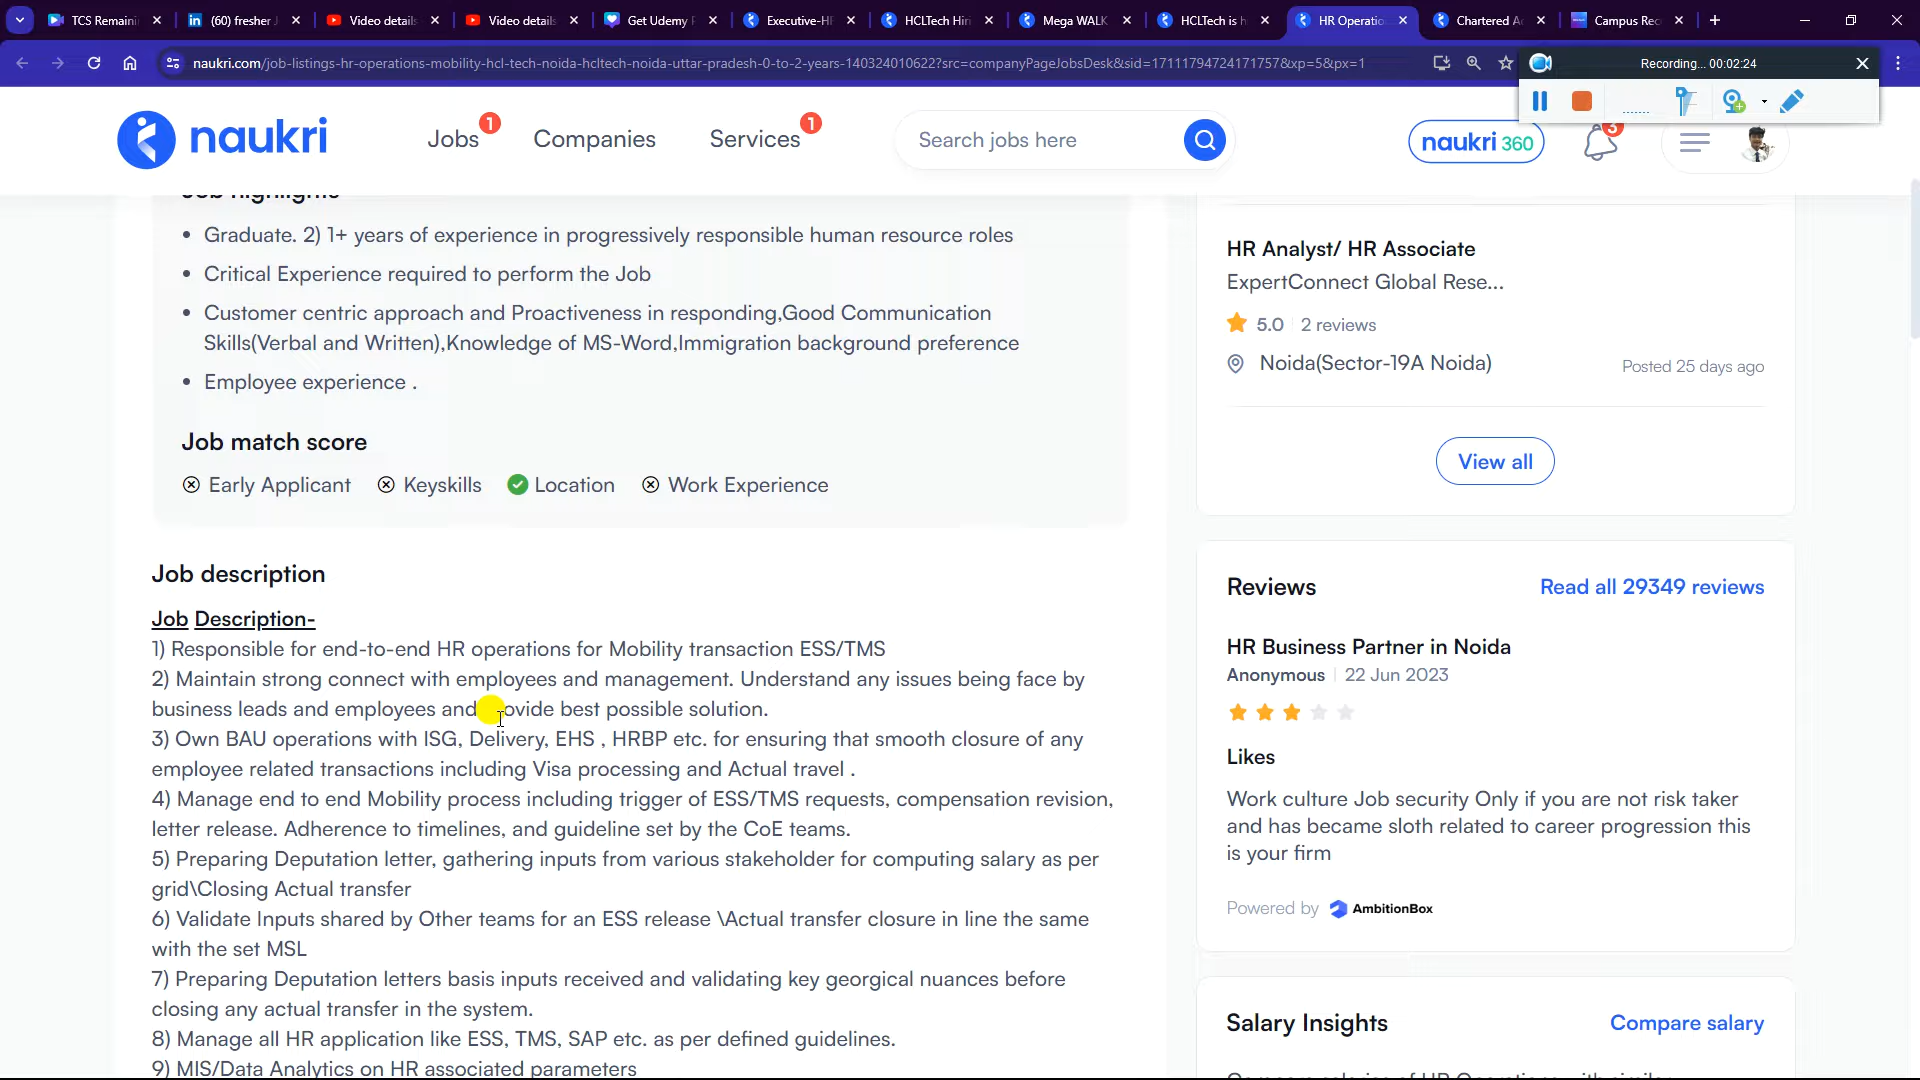 TCS Remaini
(60) fresher J
Video details
Video details
Get Udemy P
Executive-HF
HCLTech Hiri
Mega WALK
HCLTech is h
HR Operatio
Chartered A
Campus Rec
naukri.com/job-listings-hr-operations-mobility-hcl-tech-noida-hcltech-noida-uttar-pradesh-0-to-2-years-140324010622?src=companyPageJobsDesk&sid=17111794724171757&xp=5&px=1
Recording... 00:02:24
naukri
Jobs 1
Companies
Services 1
Search jobs here
naukri 360
3
Job highlights
• Graduate. 2) 1+ years of experience in progressively responsible human resource roles
• Critical Experience required to perform the Job
• Customer centric approach and Proactiveness in responding,Good Communication
Skills(Verbal and Written),Knowledge of MS-Word,Immigration background preference
• Employee experience .
Job match score
Early Applicant Keyskills Location Work Experience
Job description
Job Description-
1) Responsible for end-to-end HR operations for Mobility transaction ESS/TMS
2) Maintain strong connect with employees and management. Understand any issues being face by
business leads and employees and provide best possible solution.
3) Own BAU operations with ISG, Delivery, EHS , HRBP etc. for ensuring that smooth closure of any
employee related transactions including Visa processing and Actual travel .
4) Manage end to end Mobility process including trigger of ESS/TMS requests, compensation revision,
letter release. Adherence to timelines, and guideline set by the CoE teams.
5) Preparing Deputation letter, gathering inputs from various stakeholder for computing salary as per
grid\Closing Actual transfer
6) Validate Inputs shared by Other teams for an ESS release \Actual transfer closure in line the same
with the set MSL
7) Preparing Deputation letters basis inputs received and validating key georgical nuances before
closing any actual transfer in the system.
8) Manage all HR application like ESS, TMS, SAP etc. as per defined guidelines.
9) MIS/Data Analytics on HR associated parameters
HR Analyst/ HR Associate
ExpertConnect Global Rese...
5.0 2 reviews
Noida(Sector-19A Noida)
Posted 25 days ago
View all
Reviews
Read all 29349 reviews
HR Business Partner in Noida
Anonymous 22 Jun 2023
Likes
Work culture Job security Only if you are not risk taker
and has became sloth related to career progression this
is your firm
Powered by AmbitionBox
Salary Insights
Compare salary